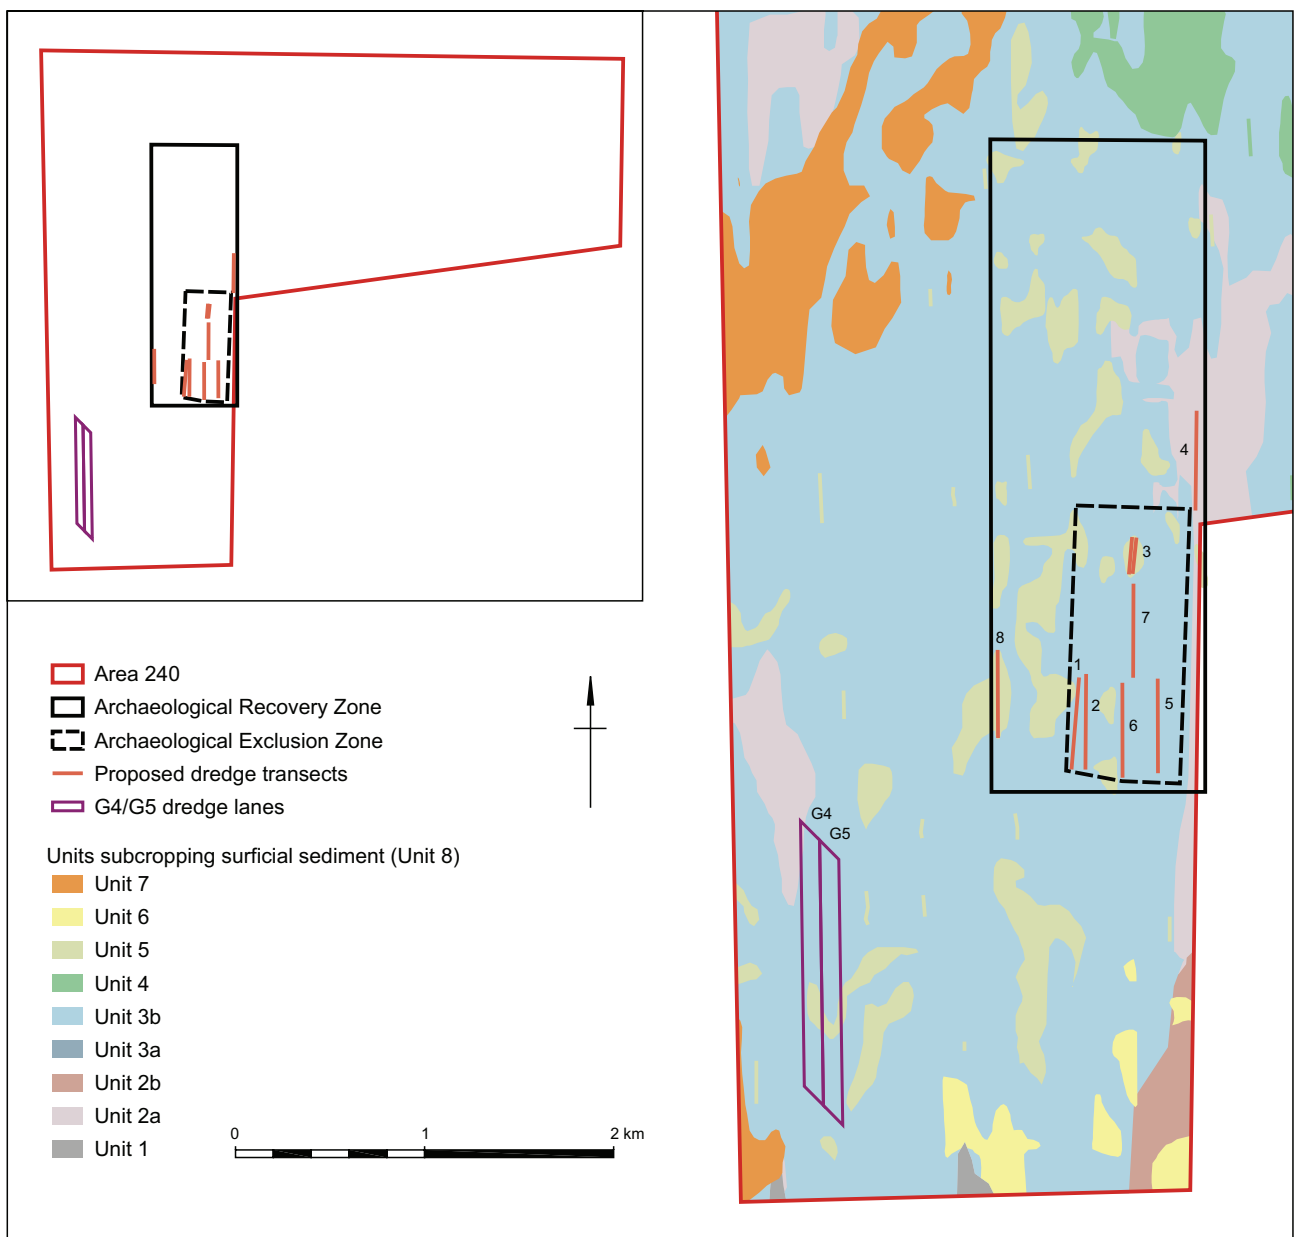 4
3
7
8
1
2
5
6
G4
G5
Area 240
Archaeological Recovery Zone
Archaeological Exclusion Zone
Proposed dredge transects
G4/G5 dredge lanes
Units subcropping surficial sediment (Unit 8)
Unit 7
Unit 6
Unit 5
Unit 4
Unit 3b
Unit 3a
Unit 2b
Unit 2a
Unit 1
0 1 2 km